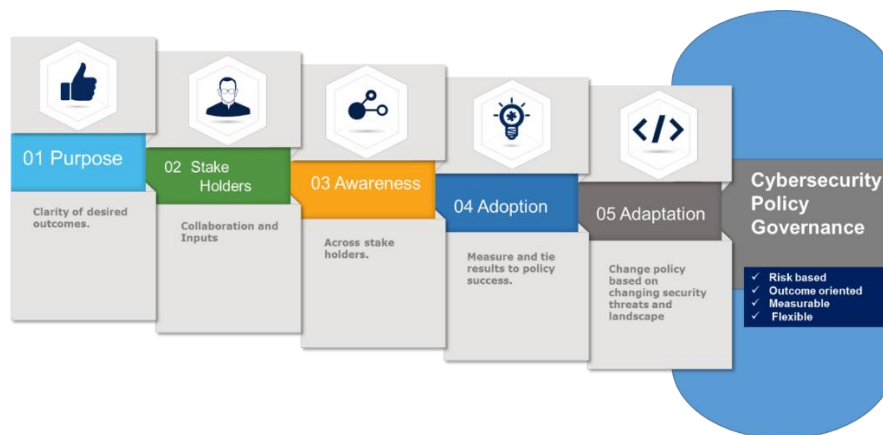 01 Purpose
Clarity of desired
outcomes.
02 Stake
Holders
Collaboration and
Inputs
03 Awareness
Across stake
holders.
04 Adoption
Measure and tie
results to policy
success.
05 Adaptation
Change policy
based on
changing security
threats and
landscape
Cybersecurity
Policy
Governance
✓ Risk based
✓ Outcome oriented
✓ Measurable
✓ Flexible